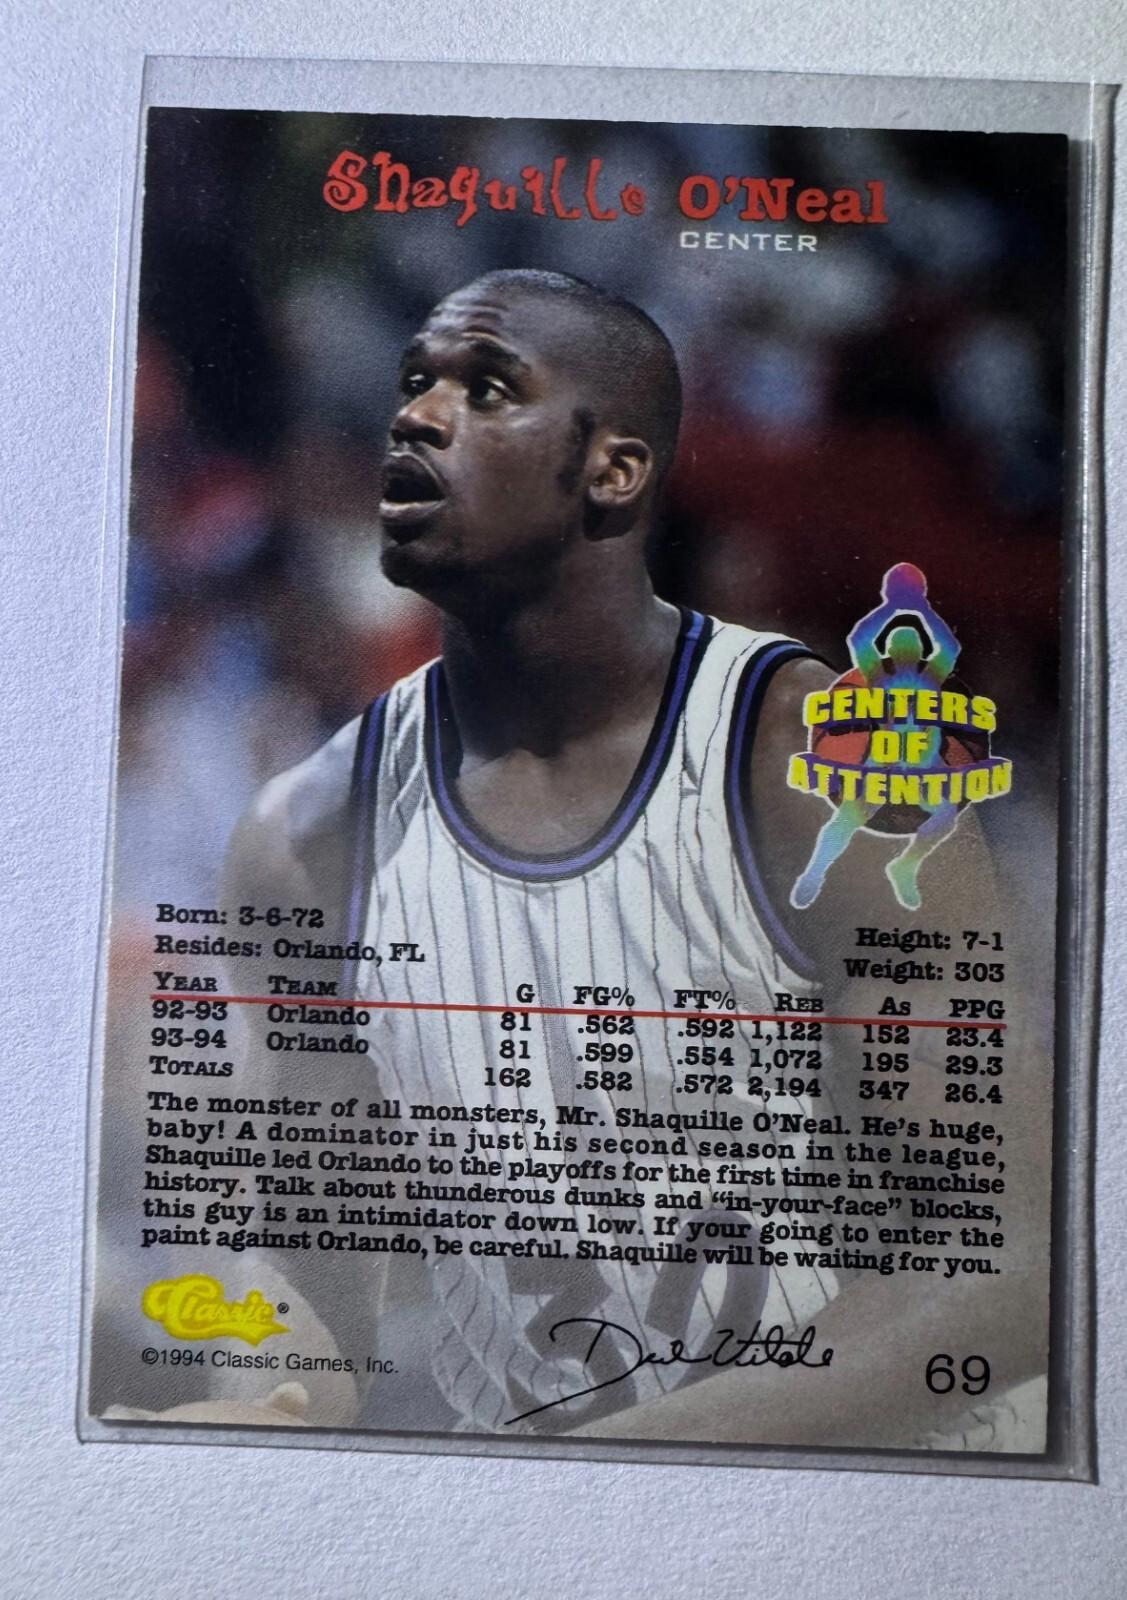 Shaquille O'Neal
CENTER
CENTERS
OF
ATTENTION
Born: 3-6-72
Resides: Orlando, FL
Height: 7-1
Weight: 303
YEAR TEAM G FG% FT% REB AS PPG
92-93 Orlando 81 .562 .592 1,122 152 23.4
93-94 Orlando 81 .599 .554 1,072 195 29.3
TOTALS 162 .582 .572 2,194 347 26.4
The monster of all monsters, Mr. Shaquille O'Neal. He's huge,
baby! A dominator in just his second season in the league,
Shaquille led Orlando to the playoffs for the first time in franchise
history. Talk about thunderous dunks and “in-your-face” blocks,
this guy is an intimidator down low. If your going to enter the
paint against Orlando, be careful. Shaquille will be waiting for you.
Classic®
©1994 Classic Games, Inc.
Dick Vitale
69